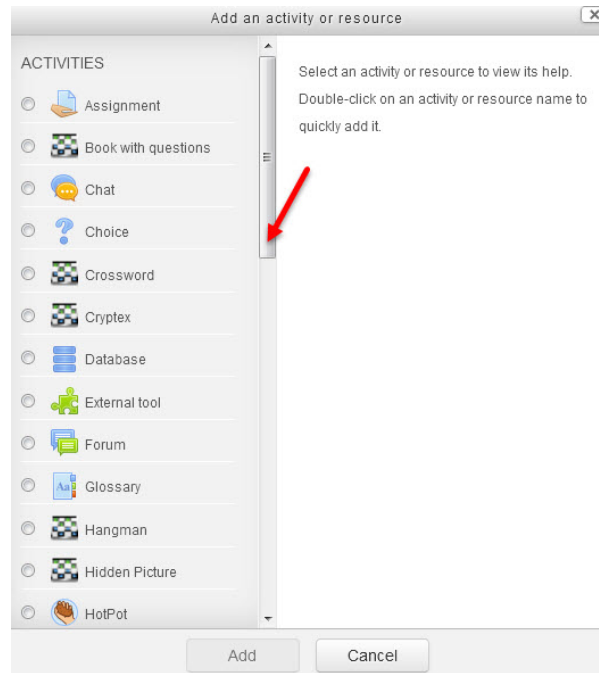 Add an activity or resource
ACTIVITIES
Assignment
Book with questions
Chat
Choice
Crossword
Cryptex
Database
External tool
Forum
Aa
Glossary
Hangman
Hidden Picture
HotPot
Select an activity or resource to view its help.
Double-click on an activity or resource name to
quickly add it.
Add
Cancel